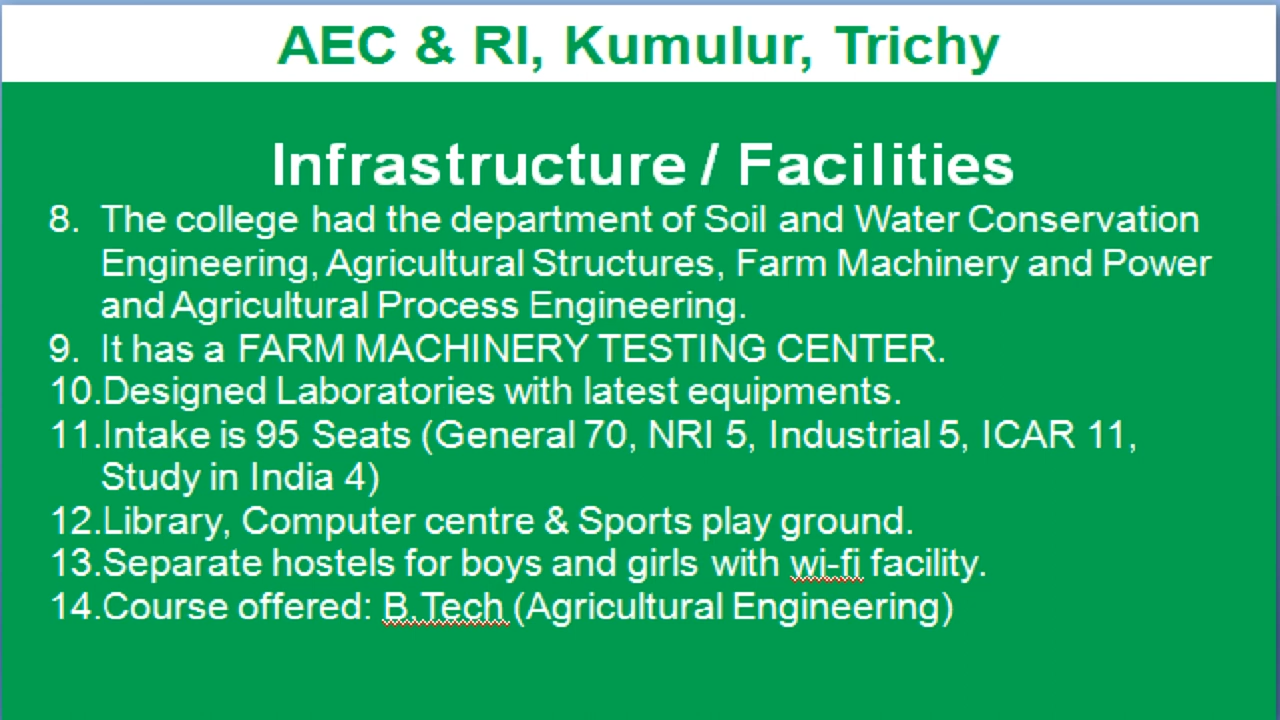 AEC & RI, Kumulur, Trichy
Infrastructure / Facilities
8. The college had the department of Soil and Water Conservation
Engineering, Agricultural Structures, Farm Machinery and Power
and Agricultural Process Engineering.
9. It has a FARM MACHINERY TESTING CENTER.
10.Designed Laboratories with latest equipments.
11.Intake is 95 Seats (General 70, NRI 5, Industrial 5, ICAR 11,
Study in India 4)
12.Library, Computer centre & Sports play ground.
13.Separate hostels for boys and girls with wi-fi facility.
14.Course offered: B.Tech (Agricultural Engineering)